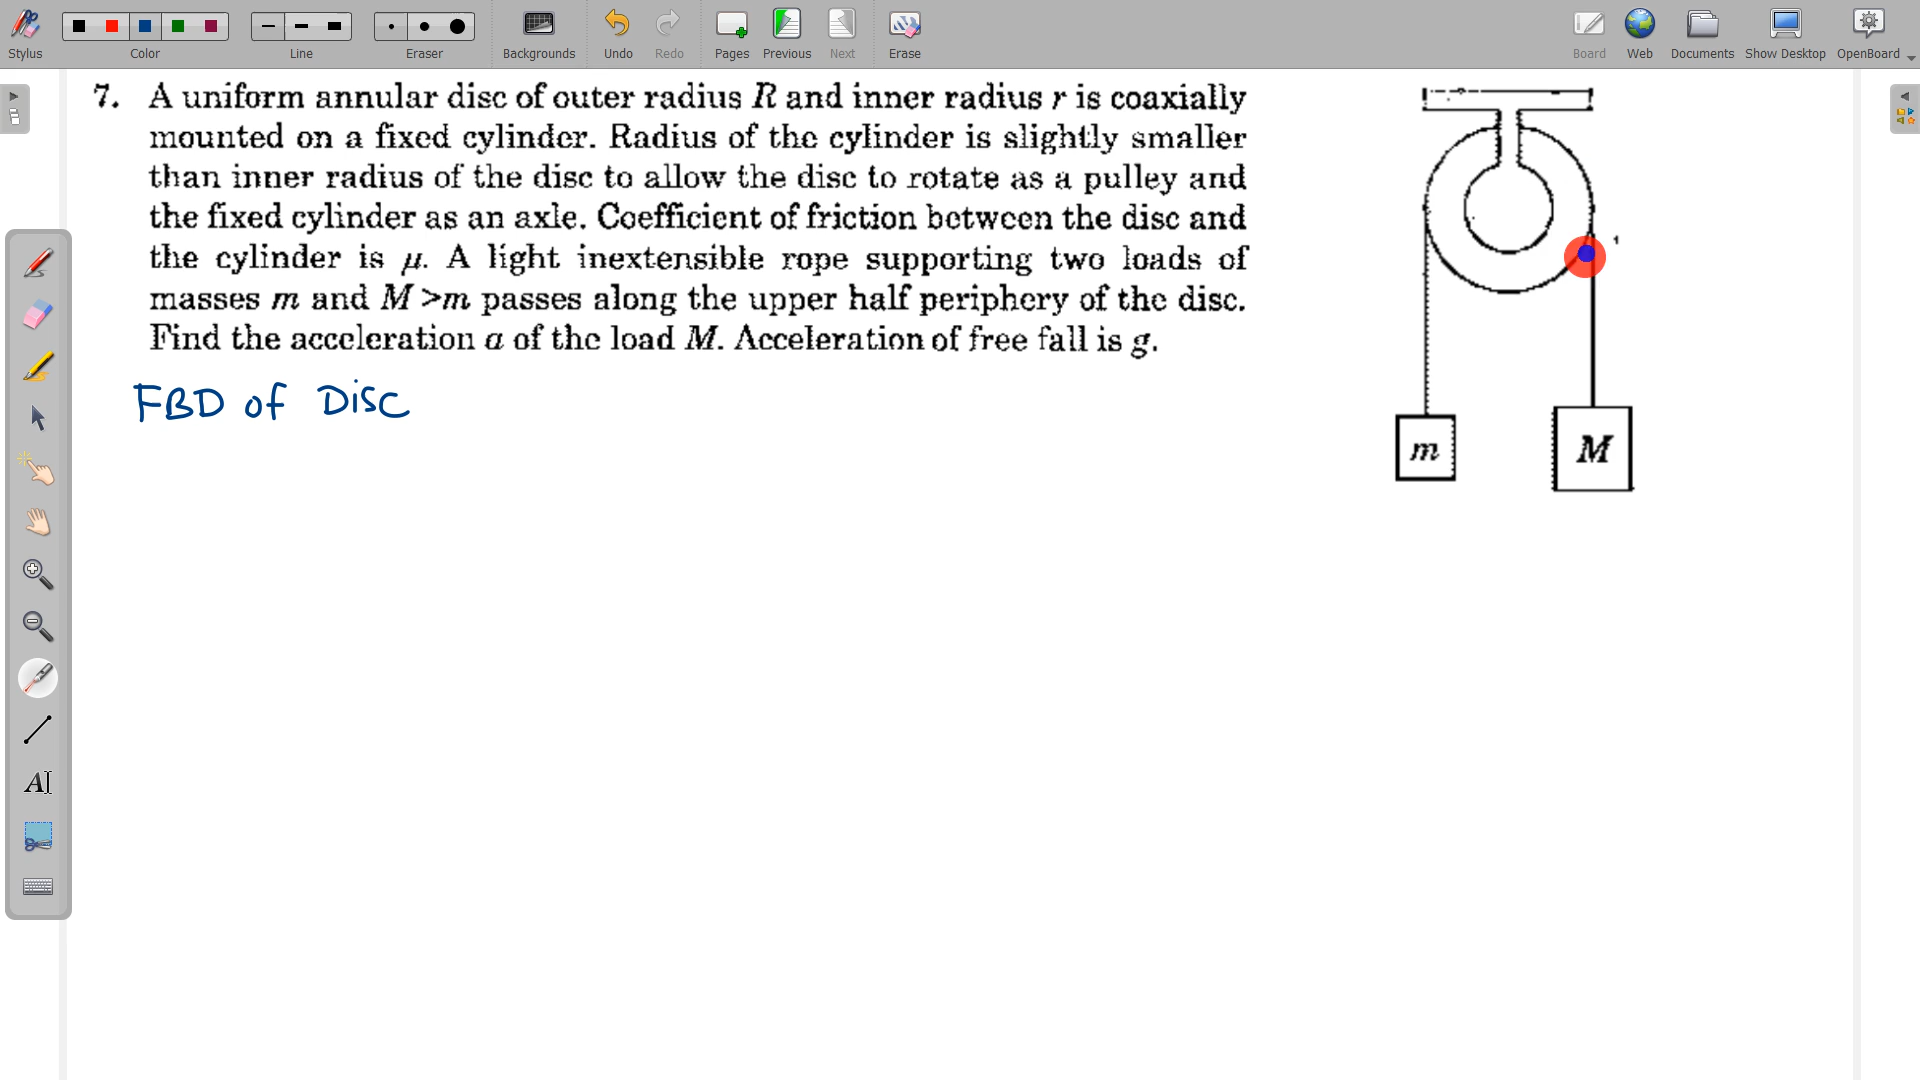 Stylus
Color
Line
Eraser
Backgrounds
Undo
Redo
Pages
Previous
Next
Erase
Board
Web
Documents
Show Desktop
OpenBoard
7. A uniform annular disc of outer radius R and inner radius r is coaxially
mounted on a fixed cylinder. Radius of the cylinder is slightly smaller
than inner radius of the disc to allow the disc to rotate as a pulley and
the fixed cylinder as an axle. Coefficient of friction between the disc and
the cylinder is μ. A light inextensible rope supporting two loads of
masses m and M >m passes along the upper half periphery of the disc.
Find the acceleration a of the load M. Acceleration of free fall is g.
FBD of Disc
m
M